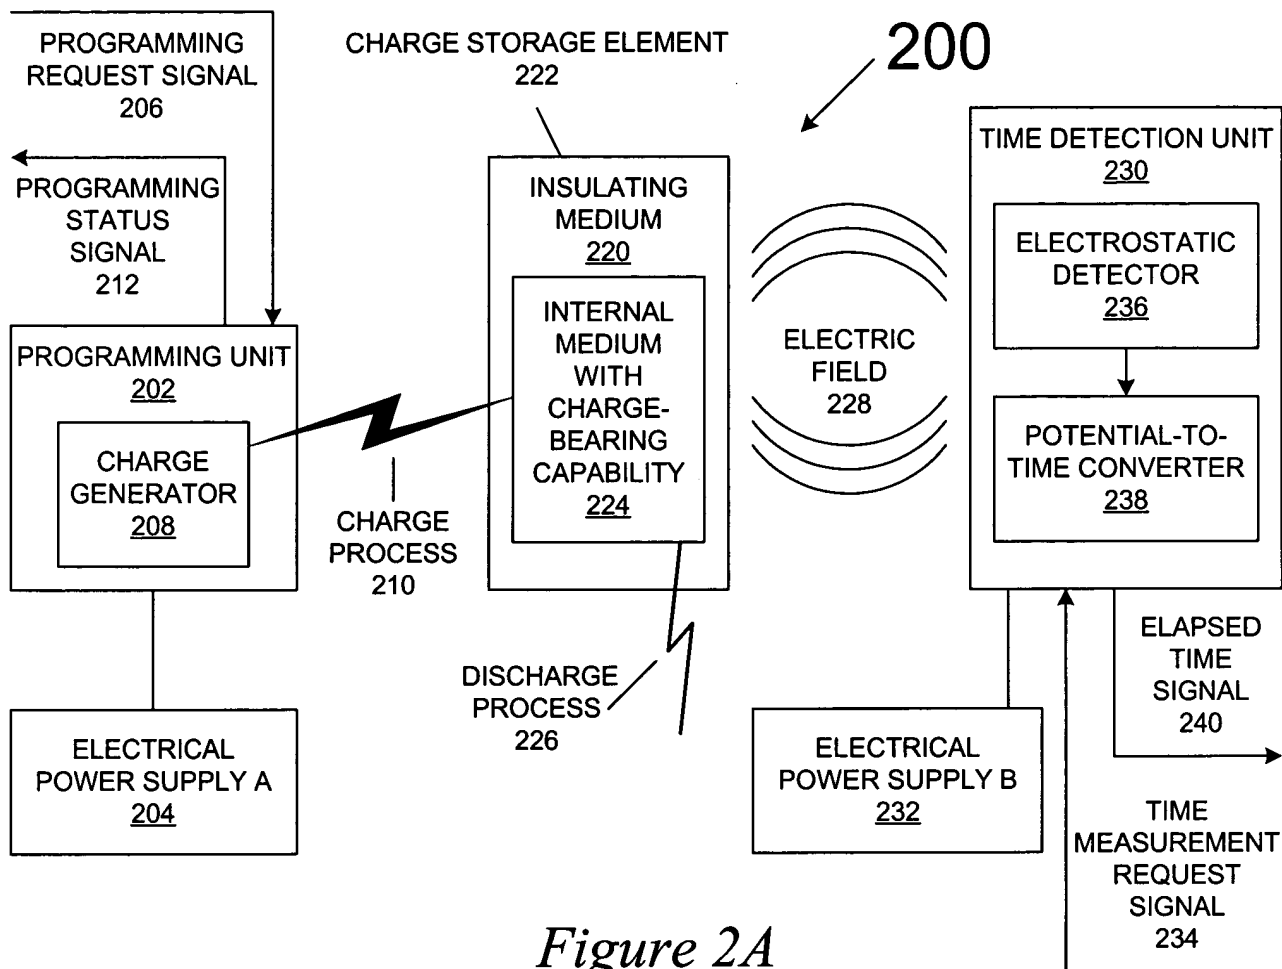 PROGRAMMING
REQUEST SIGNAL
206
CHARGE STORAGE ELEMENT
222
200
PROGRAMMING
STATUS
SIGNAL
212
PROGRAMMING UNIT
202
CHARGE
GENERATOR
208
CHARGE
PROCESS
210
INSULATING
MEDIUM
220
INTERNAL
MEDIUM
WITH
CHARGE-
BEARING
CAPABILITY
224
ELECTRIC
FIELD
228
TIME DETECTION UNIT
230
ELECTROSTATIC
DETECTOR
236
POTENTIAL-TO-
TIME CONVERTER
238
DISCHARGE
PROCESS
226
ELECTRICAL
POWER SUPPLY A
204
ELECTRICAL
POWER SUPPLY B
232
ELAPSED
TIME
SIGNAL
240
TIME
MEASUREMENT
REQUEST
SIGNAL
234
Figure 2A